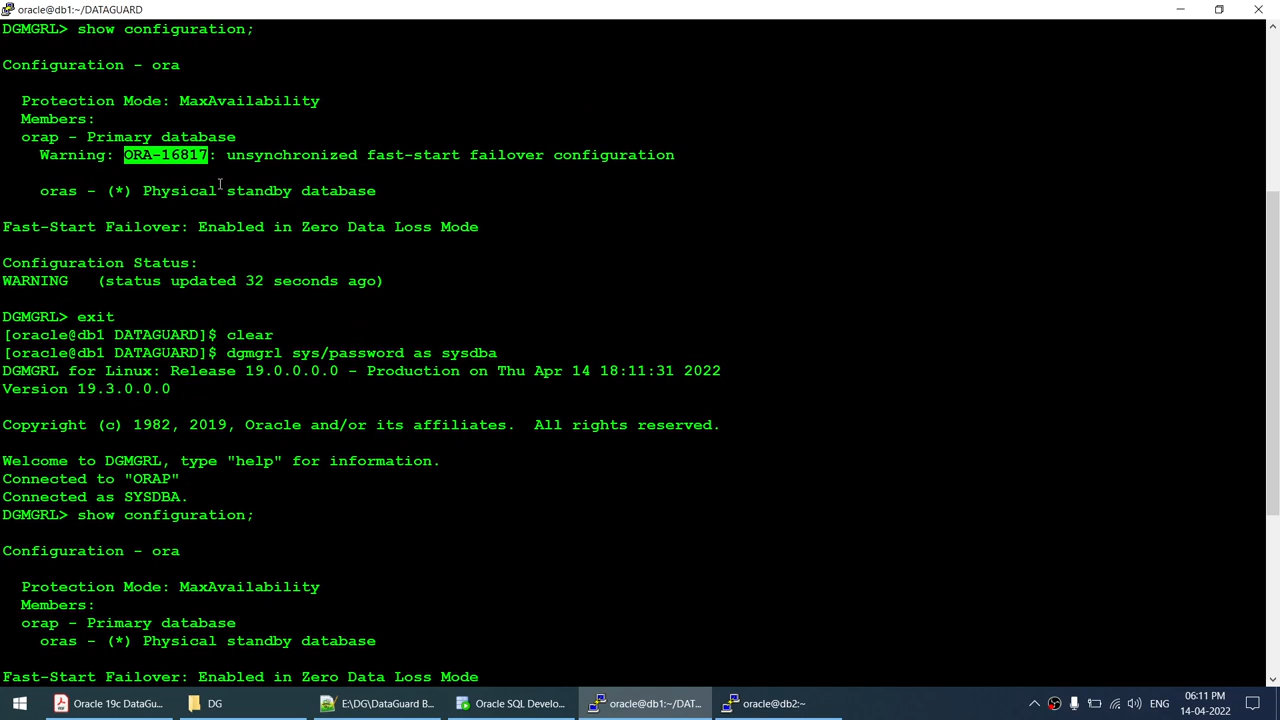 oracle@db1:~/DATAGUARD
DGMGRL> show configuration;
Configuration - ora
Protection Mode: MaxAvailability
Members:
orap - Primary database
Warning: ORA-16817: unsynchronized fast-start failover configuration
oras - (*) Physical standby database
Fast-Start Failover: Enabled in Zero Data Loss Mode
Configuration Status:
WARNING   (status updated 32 seconds ago)
DGMGRL> exit
[oracle@db1 DATAGUARD]$ clear
[oracle@db1 DATAGUARD]$ dgmgrl sys/password as sysdba
DGMGRL for Linux: Release 19.0.0.0.0 - Production on Thu Apr 14 18:11:31 2022
Version 19.3.0.0.0
Copyright (c) 1982, 2019, Oracle and/or its affiliates.  All rights reserved.
Welcome to DGMGRL, type "help" for information.
Connected to "ORAP"
Connected as SYSDBA.
DGMGRL> show configuration;
Configuration - ora
Protection Mode: MaxAvailability
Members:
orap - Primary database
oras - (*) Physical standby database
Fast-Start Failover: Enabled in Zero Data Loss Mode
Oracle 19c DataGu...
DG
E:\DG\DataGuard B...
Oracle SQL Develo...
oracle@db1:~/DAT...
oracle@db2:~
ENG
06:11 PM
14-04-2022